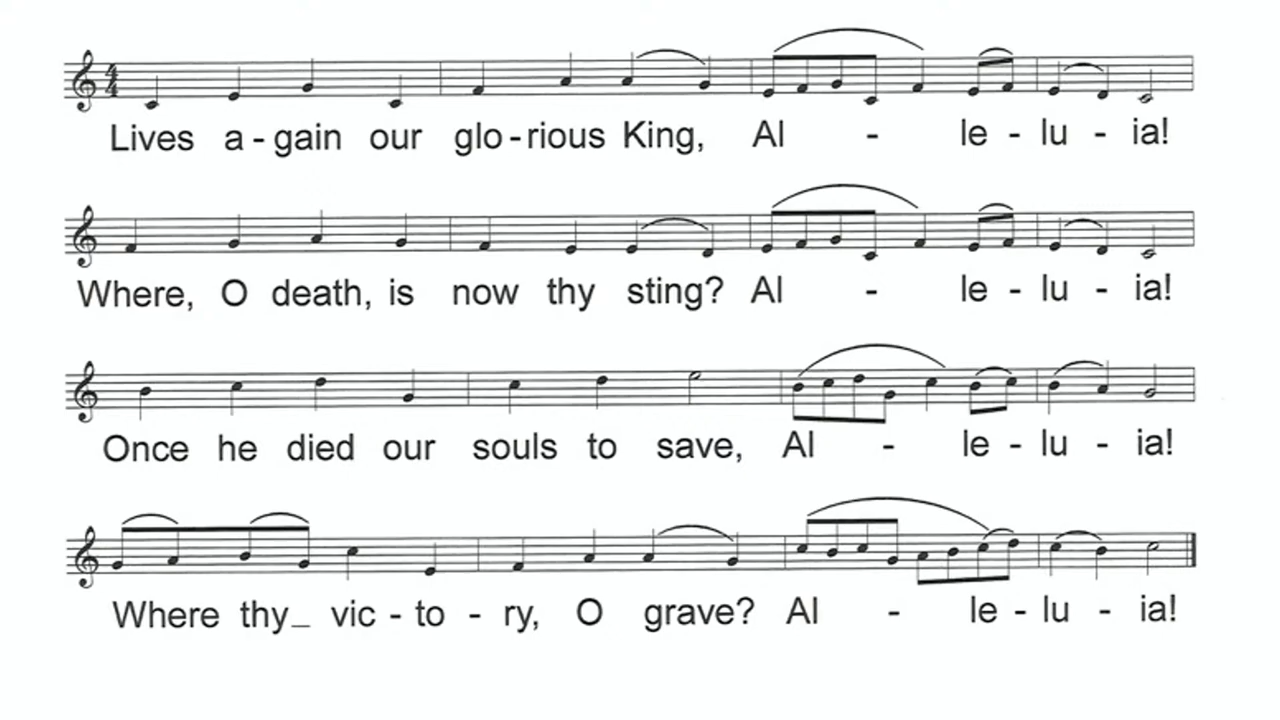 Lives a - gain our glo - rious King, Al - le - lu - ia!
Where, O death, is now thy sting? Al - le - lu - ia!
Once he died our souls to save, Al - le - lu - ia!
Where thy_ vic - to - ry, O grave? Al - le - lu - ia!